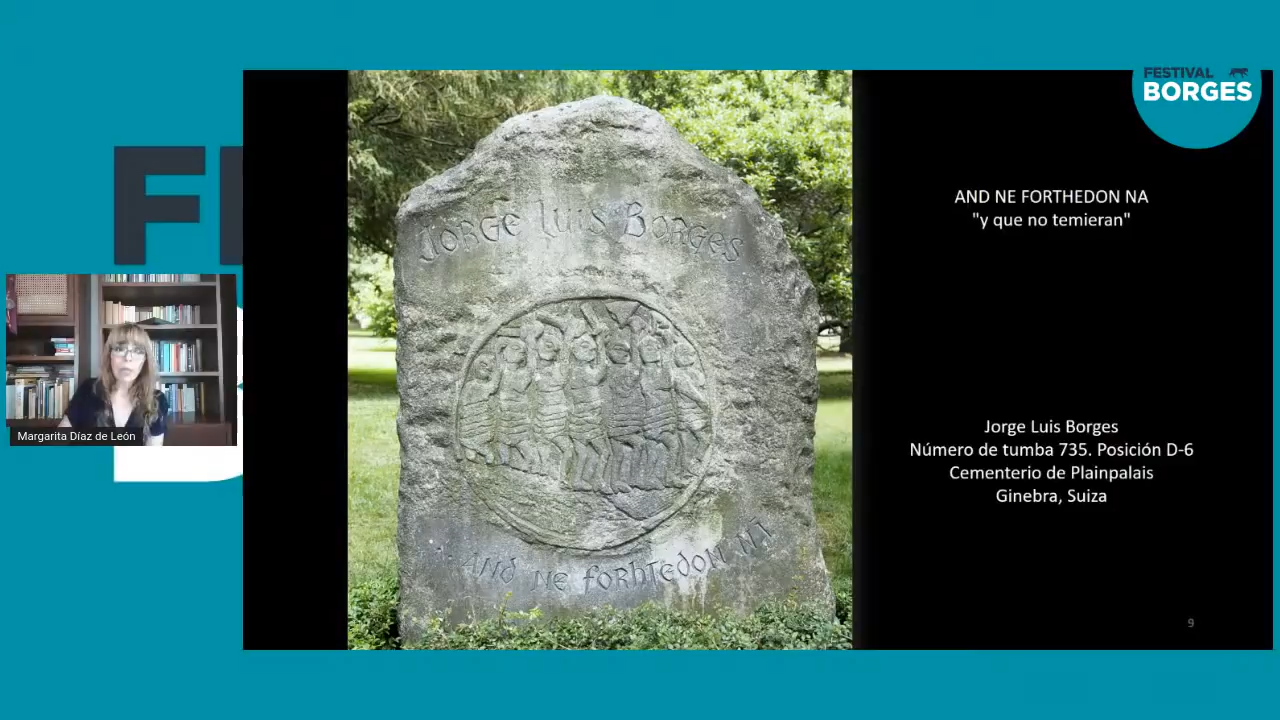 FESTIVAL
BORGES
AND NE FORTHEDON NA
"y que no temieran"
JORGE LUIS BORGES
AND NE FORHTEDON NA
Jorge Luis Borges
Número de tumba 735. Posición D-6
Cementerio de Plainpalais
Ginebra, Suiza
Margarita Díaz de León
9